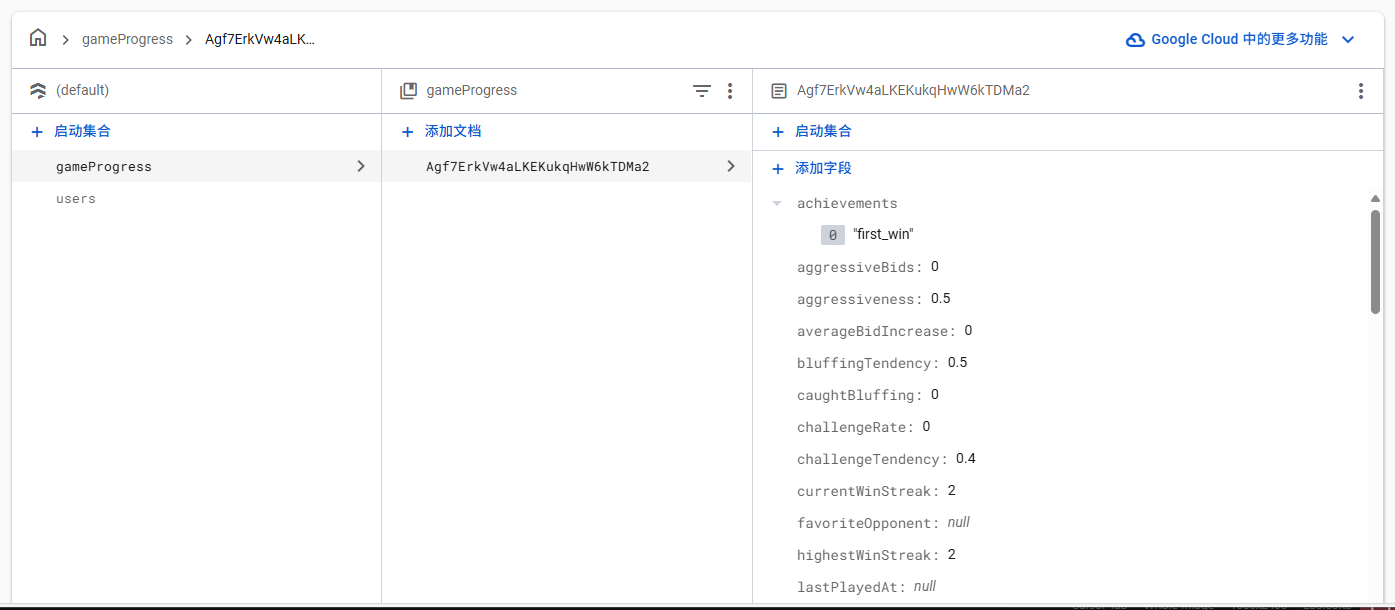 gameProgress > Agf7ErkVw4aLK...
Google Cloud 中的更多功能
(default)
gameProgress
Agf7ErkVw4aLKEKukqHwW6kTDMa2
+ 启动集合
+ 添加文档
+ 启动集合
gameProgress
users
Agf7ErkVw4aLKEKukqHwW6kTDMa2
+ 添加字段
achievements
0 "first_win"
aggressiveBids: 0
aggressiveness: 0.5
averageBidIncrease: 0
bluffingTendency: 0.5
caughtBluffing: 0
challengeRate: 0
challengeTendency: 0.4
currentWinStreak: 2
favoriteOpponent: null
highestWinStreak: 2
lastPlayedAt: null